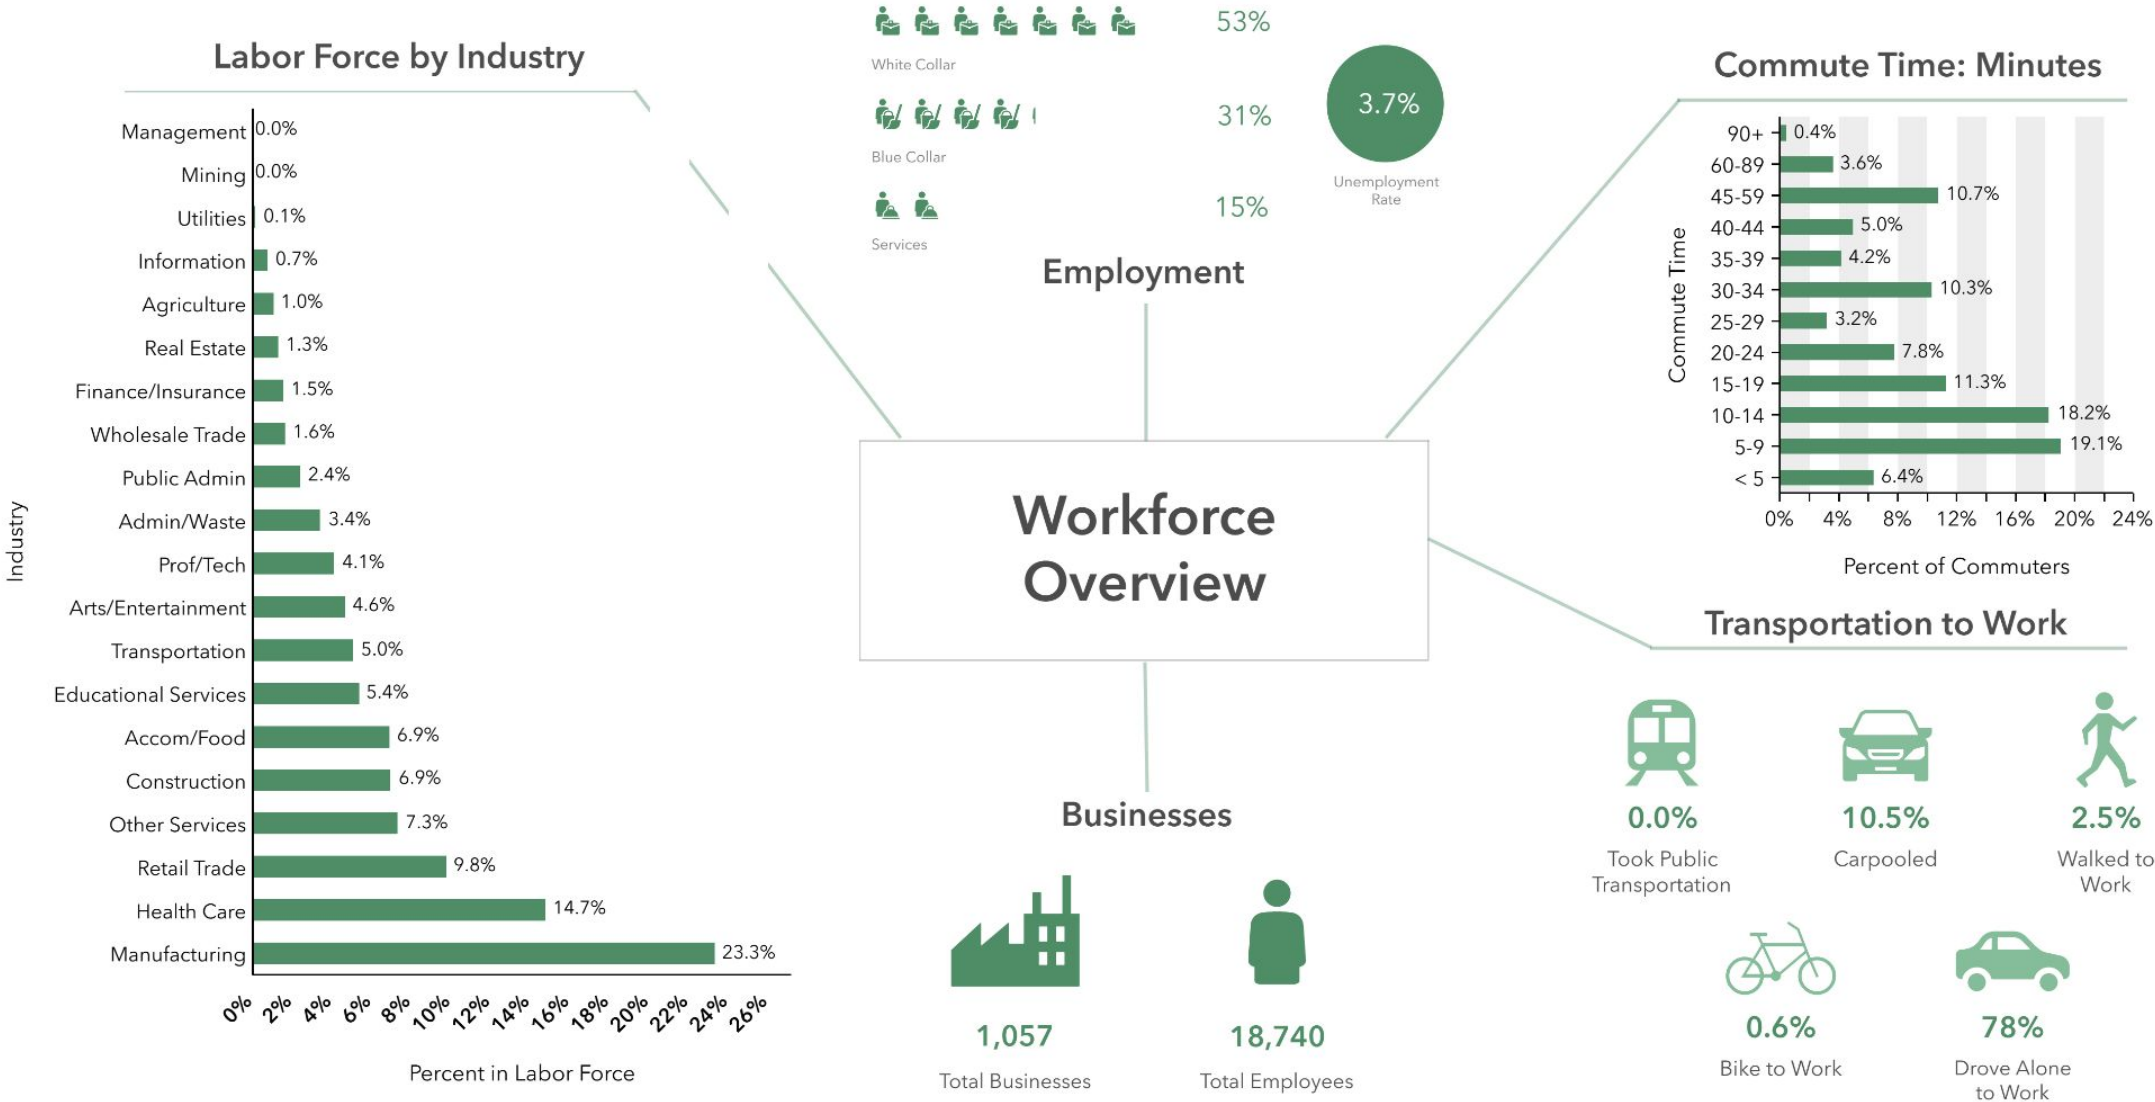 Labor Force by Industry
Industry
Management 0.0%
Mining 0.0%
Utilities 0.1%
Information 0.7%
Agriculture 1.0%
Real Estate 1.3%
Finance/Insurance 1.5%
Wholesale Trade 1.6%
Public Admin 2.4%
Admin/Waste 3.4%
Prof/Tech 4.1%
Arts/Entertainment 4.6%
Transportation 5.0%
Educational Services 5.4%
Accom/Food 6.9%
Construction 6.9%
Other Services 7.3%
Retail Trade 9.8%
Health Care 14.7%
Manufacturing 23.3%
0% 2% 4% 6% 8% 10% 12% 14% 16% 18% 20% 22% 24% 26%
Percent in Labor Force
53%
White Collar
31%
Blue Collar
15%
Services
3.7%
Unemployment
Rate
Employment
Workforce
Overview
Businesses
1,057
Total Businesses
18,740
Total Employees
Commute Time: Minutes
Commute Time
90+ 0.4%
60-89 3.6%
45-59 10.7%
40-44 5.0%
35-39 4.2%
30-34 10.3%
25-29 3.2%
20-24 7.8%
15-19 11.3%
10-14 18.2%
5-9 19.1%
< 5 6.4%
0% 4% 8% 12% 16% 20% 24%
Percent of Commuters
Transportation to Work
0.0%
Took Public
Transportation
10.5%
Carpooled
2.5%
Walked to
Work
0.6%
Bike to Work
78%
Drove Alone
to Work